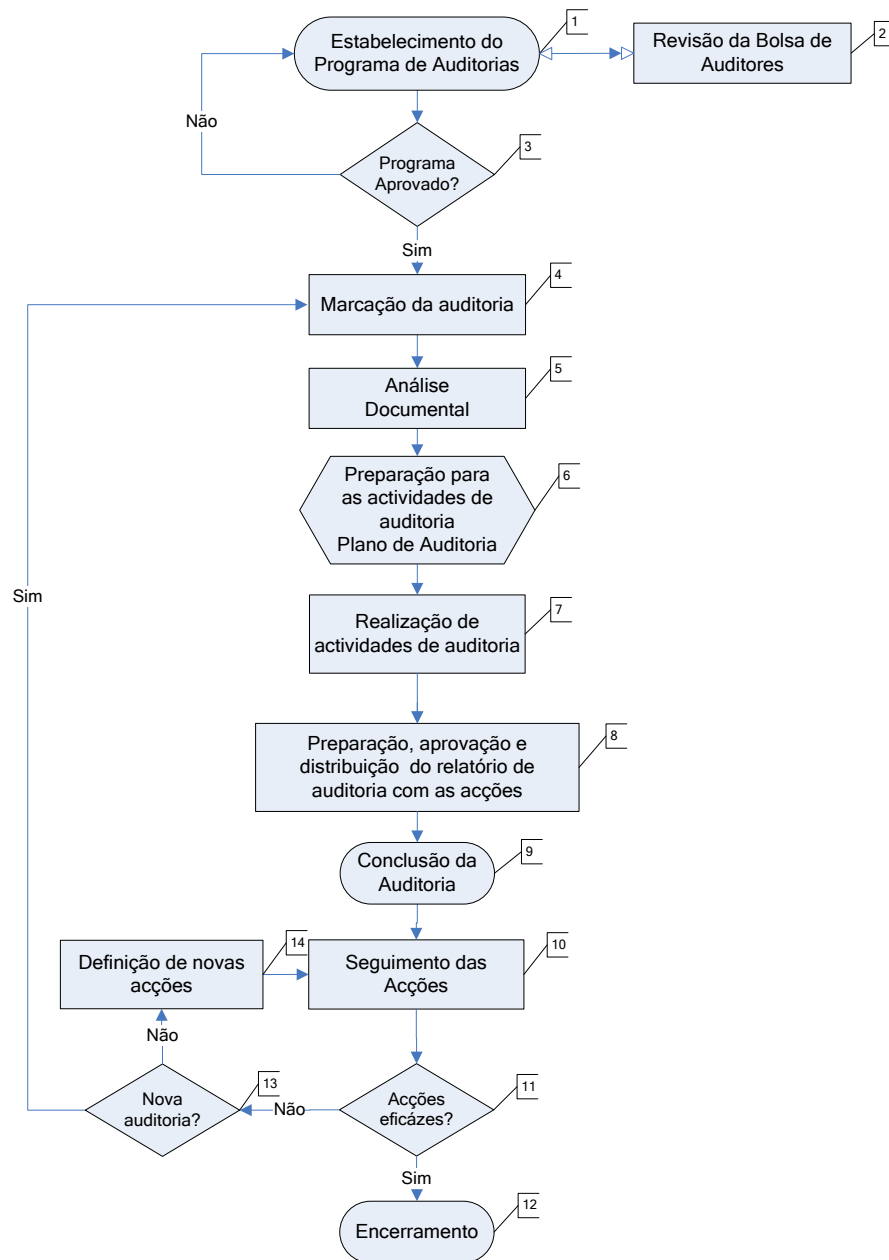 Estabelecimento do
Programa de Auditorias
1
Revisão da Bolsa de
Auditores
2
Não
Programa
Aprovado?
3
Sim
Marcação da auditoria
4
Análise
Documental
5
Preparação para
as actividades de
auditoria
Plano de Auditoria
6
Sim
Realização de
actividades de auditoria
7
Preparação, aprovação e
distribuição do relatório de
auditoria com as acções
8
Conclusão da
Auditoria
9
Definição de novas
acções
14
Seguimento das
Acções
10
Não
Nova
auditoria?
13
Não
Acções
eficázes?
11
Sim
Encerramento
12